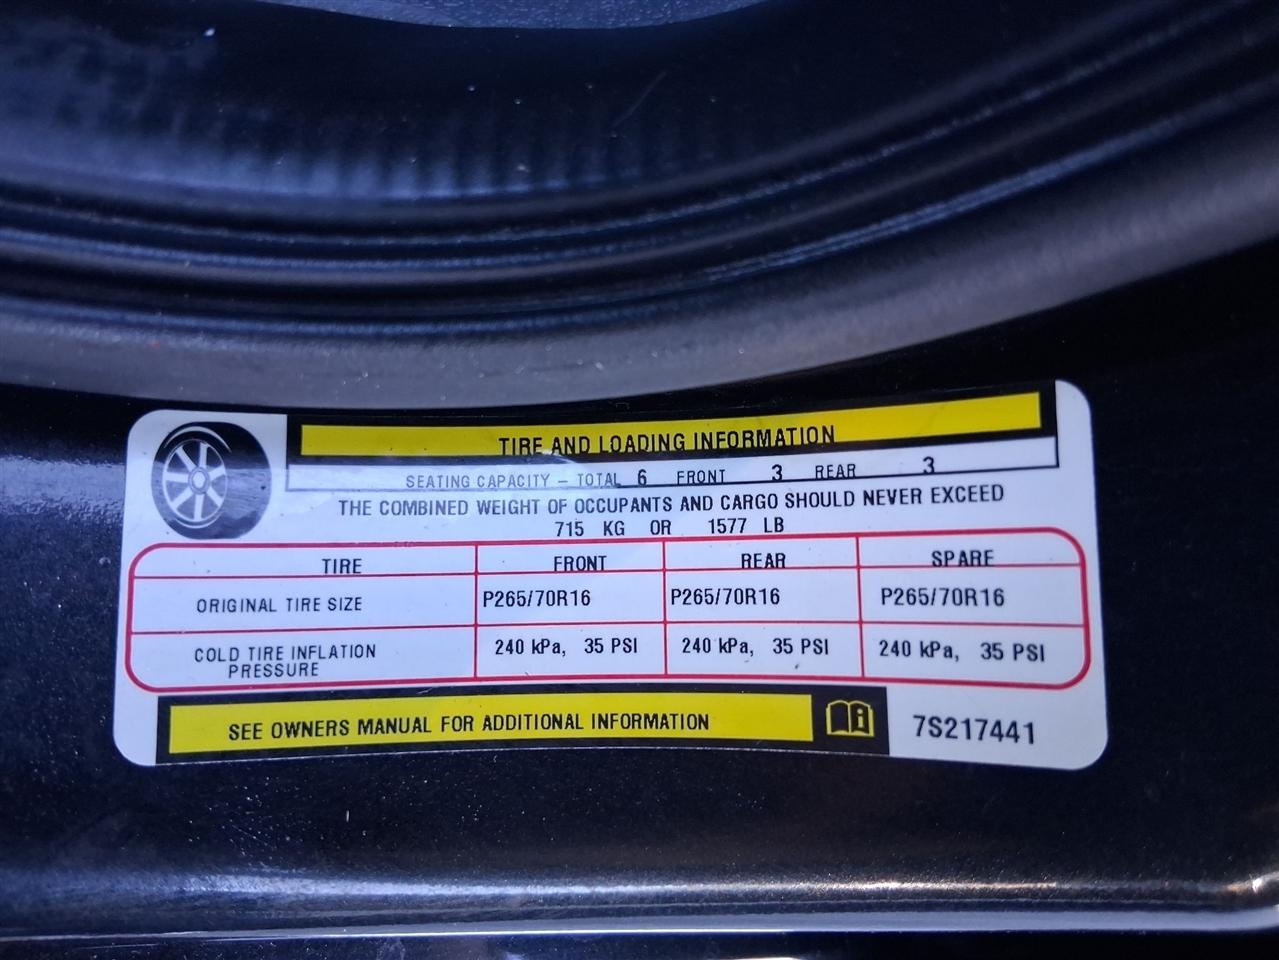 TIRE AND LOADING INFORMATION
SEATING CAPACITY – TOTAL 6 FRONT 3 REAR 3
THE COMBINED WEIGHT OF OCCUPANTS AND CARGO SHOULD NEVER EXCEED
715 KG OR 1577 LB
TIRE FRONT REAR SPARE
ORIGINAL TIRE SIZE P265/70R16 P265/70R16 P265/70R16
COLD TIRE INFLATION 240 kPa, 35 PSI 240 kPa, 35 PSI 240 kPa, 35 PSI
PRESSURE
SEE OWNERS MANUAL FOR ADDITIONAL INFORMATION 7S217441